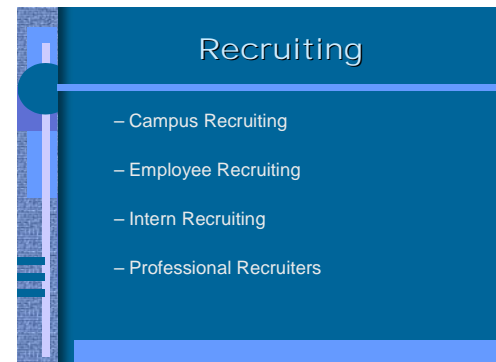 Recruiting
– Campus Recruiting
– Employee Recruiting
– Intern Recruiting
– Professional Recruiters